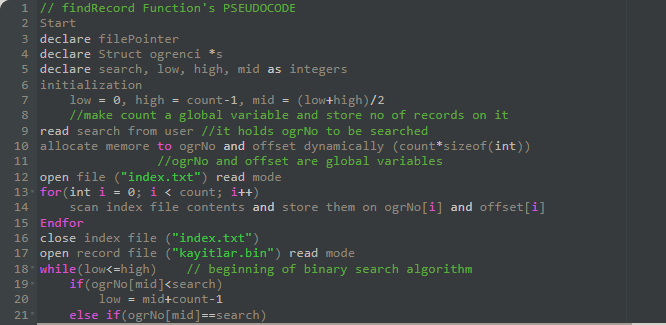 1 // findRecord Function's PSEUDOCODE
2 Start
3 declare filePointer
4 declare Struct ogrenci *s
5 declare search, low, high, mid as integers
6 initialization
7     low = 0, high = count-1, mid = (low+high)/2
8     //make count a global variable and store no of records on it
9 read search from user //it holds ogrNo to be searched
10 allocate memore to ogrNo and offset dynamically (count*sizeof(int))
11                 //ogrNo and offset are global variables
12 open file ("index.txt") read mode
13 for(int i = 0; i < count; i++)
14     scan index file contents and store them on ogrNo[i] and offset[i]
15 Endfor
16 close index file ("index.txt")
17 open record file ("kayitlar.bin") read mode
18 while(low<=high)    // beginning of binary search algorithm
19     if(ogrNo[mid]<search)
20         low = mid+count-1
21     else if(ogrNo[mid]==search)